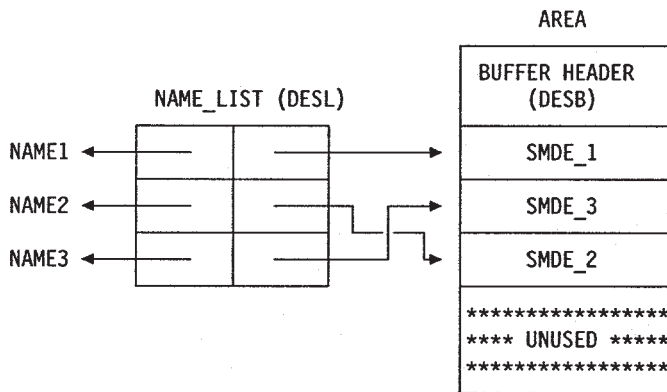 AREA
BUFFER HEADER
(DESB)
NAME_LIST (DESL)
NAME1
SMDE_1
NAME2
SMDE_3
NAME3
SMDE_2
*****************
**** UNUSED *****
*****************